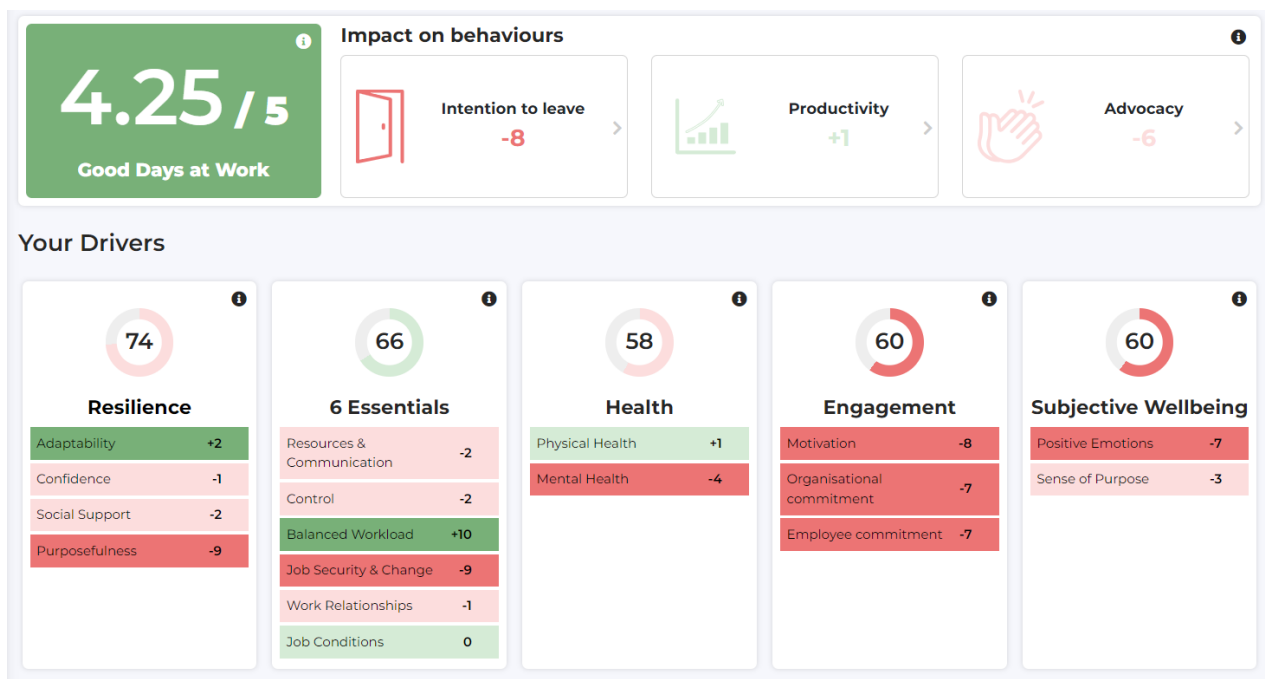 Impact on behaviours
4.25 / 5
Good Days at Work
Intention to leave
-8
Productivity
+1
Advocacy
-6
Your Drivers
74
Resilience
Adaptability +2
Confidence -1
Social Support -2
Purposefulness -9
66
6 Essentials
Resources &
Communication -2
Control -2
Balanced Workload +10
Job Security & Change -9
Work Relationships -1
Job Conditions 0
58
Health
Physical Health +1
Mental Health -4
60
Engagement
Motivation -8
Organisational
commitment -7
Employee commitment -7
60
Subjective Wellbeing
Positive Emotions -7
Sense of Purpose -3